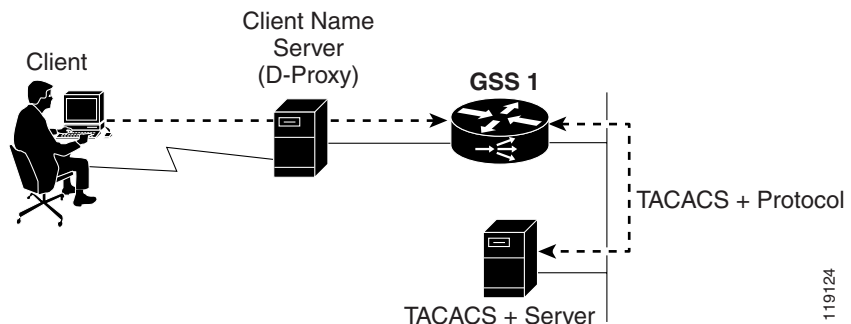 Client Name
Server
(D-Proxy)
Client
GSS 1
TACACS + Protocol
TACACS + Server
119124